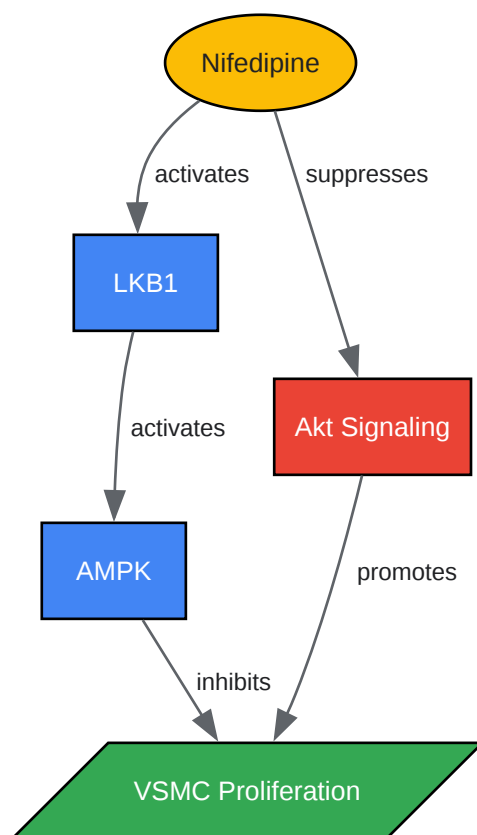 Nifedipine
activates
suppresses
LKB1
activates
Akt Signaling
AMPK
promotes
inhibits
VSMC Proliferation